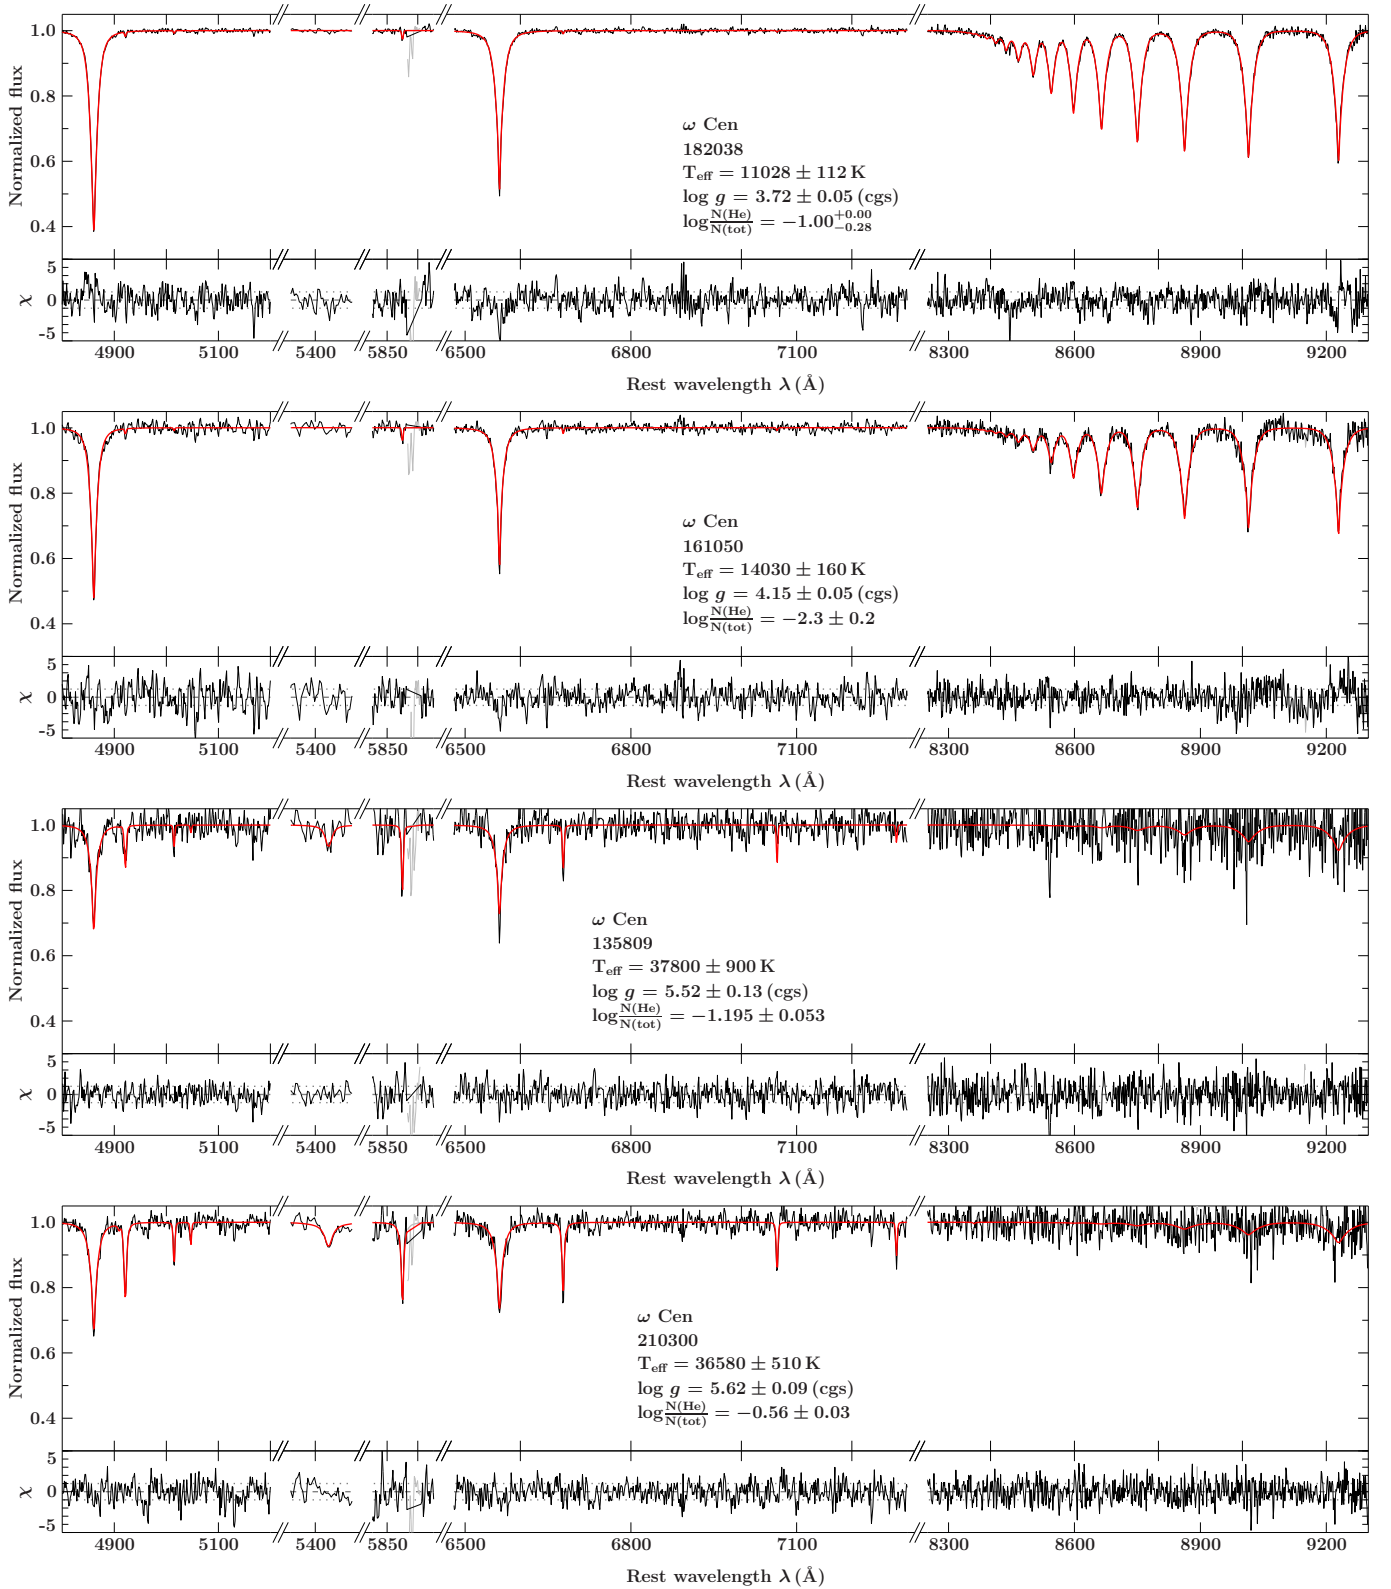 Normalized flux
1.0
0.8
0.6
0.4
ω Cen
182038
T_eff = 11028 ± 112 K
log g = 3.72 ± 0.05 (cgs)
log N(He)/N(tot) = −1.00 +0.00 −0.28
χ
5
0
-5
4900 5100 5400 5850 6500 6800 7100 8300 8600 8900 9200
Rest wavelength λ (Å)
Normalized flux
1.0
0.8
0.6
0.4
ω Cen
161050
T_eff = 14030 ± 160 K
log g = 4.15 ± 0.05 (cgs)
log N(He)/N(tot) = −2.3 ± 0.2
χ
5
0
-5
4900 5100 5400 5850 6500 6800 7100 8300 8600 8900 9200
Rest wavelength λ (Å)
Normalized flux
1.0
0.8
0.6
0.4
ω Cen
135809
T_eff = 37800 ± 900 K
log g = 5.52 ± 0.13 (cgs)
log N(He)/N(tot) = −1.195 ± 0.053
χ
5
0
-5
4900 5100 5400 5850 6500 6800 7100 8300 8600 8900 9200
Rest wavelength λ (Å)
Normalized flux
1.0
0.8
0.6
0.4
ω Cen
210300
T_eff = 36580 ± 510 K
log g = 5.62 ± 0.09 (cgs)
log N(He)/N(tot) = −0.56 ± 0.03
χ
5
0
-5
4900 5100 5400 5850 6500 6800 7100 8300 8600 8900 9200
Rest wavelength λ (Å)